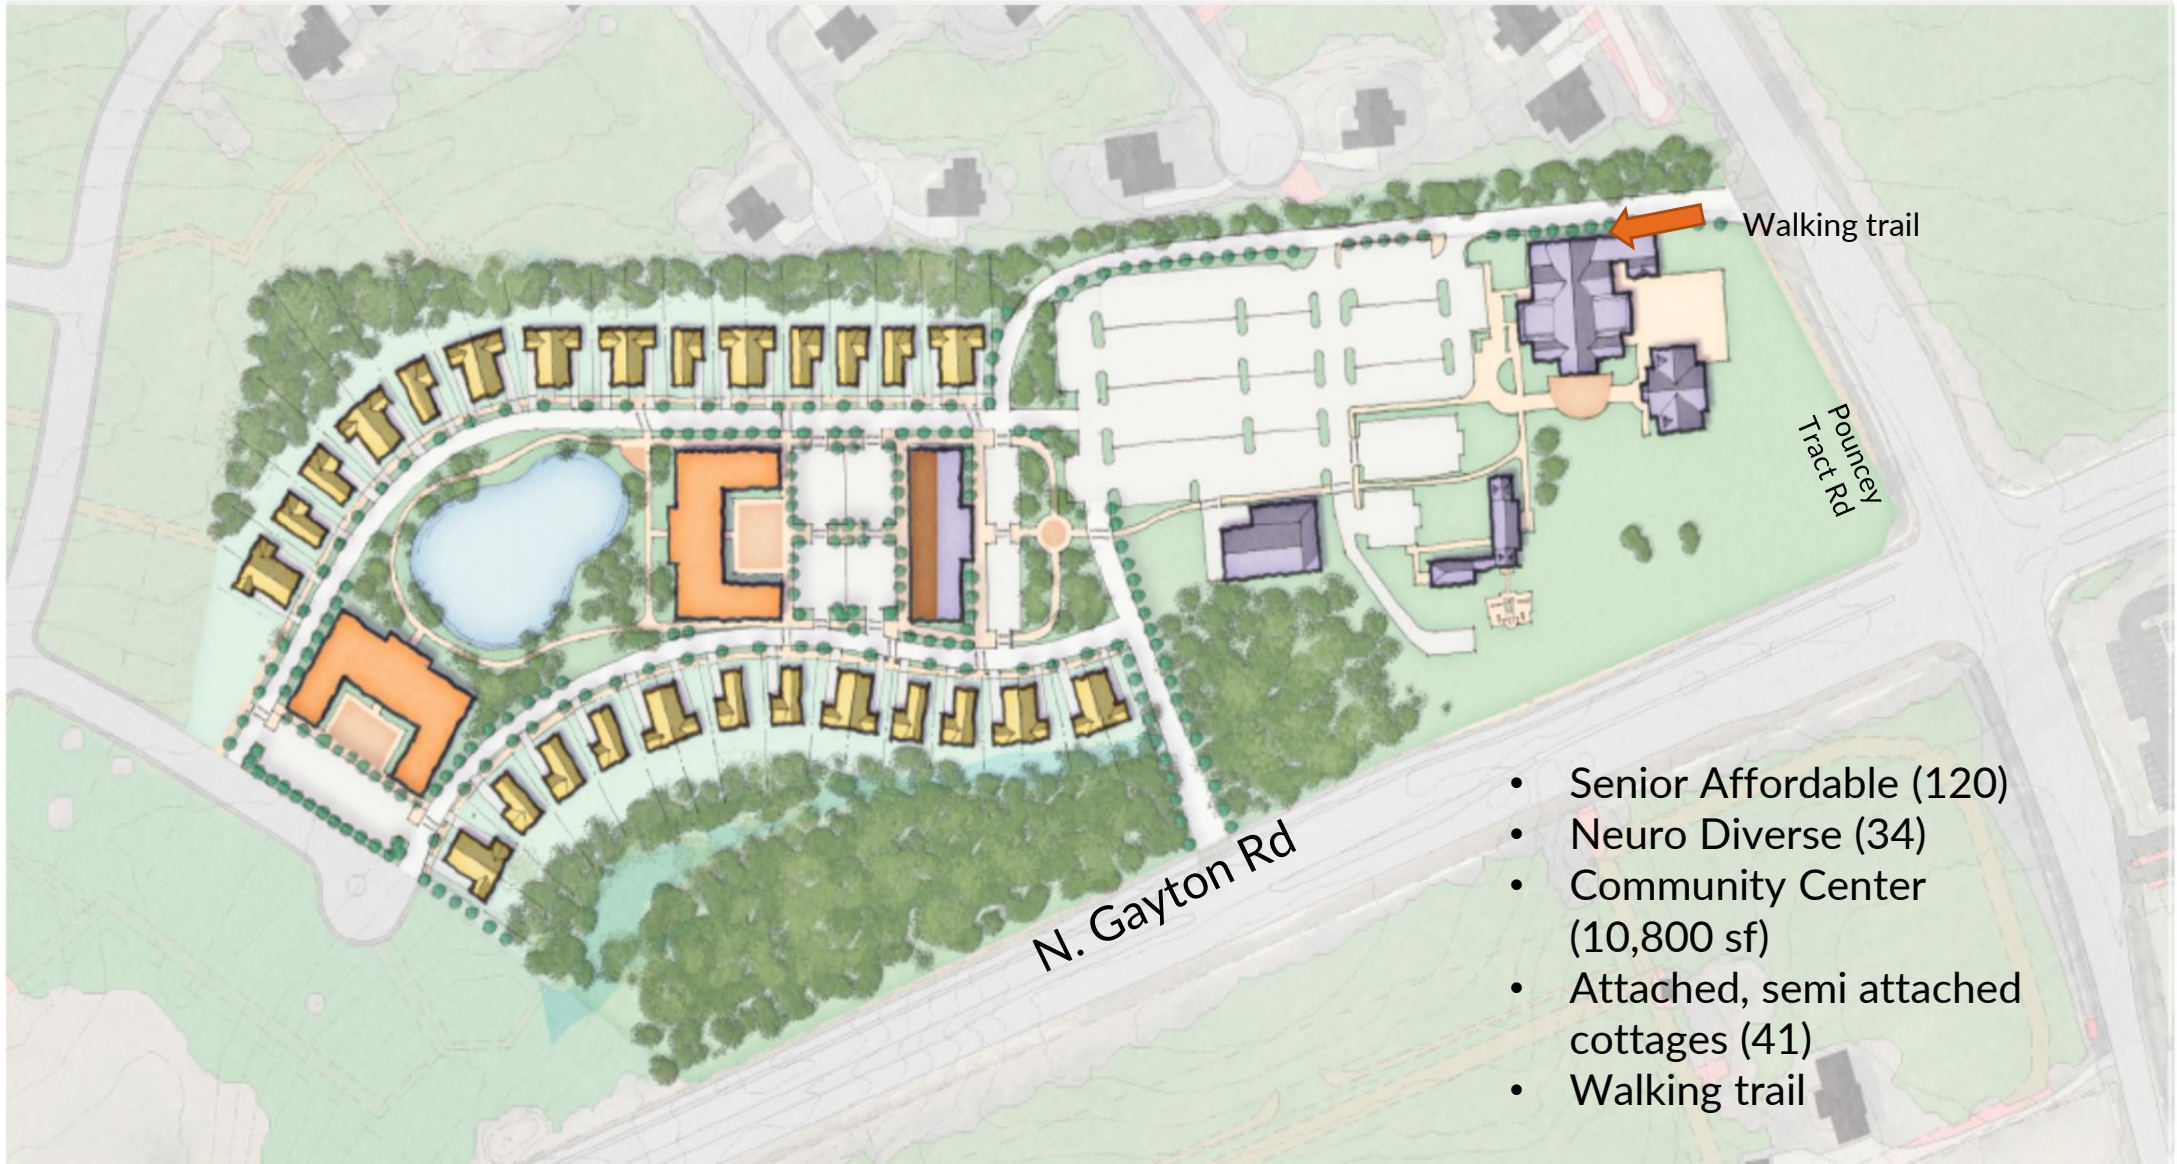 Walking trail
Pouncey
Tract Rd
N. Gayton Rd
• Senior Affordable (120)
• Neuro Diverse (34)
• Community Center
(10,800 sf)
• Attached, semi attached
cottages (41)
• Walking trail